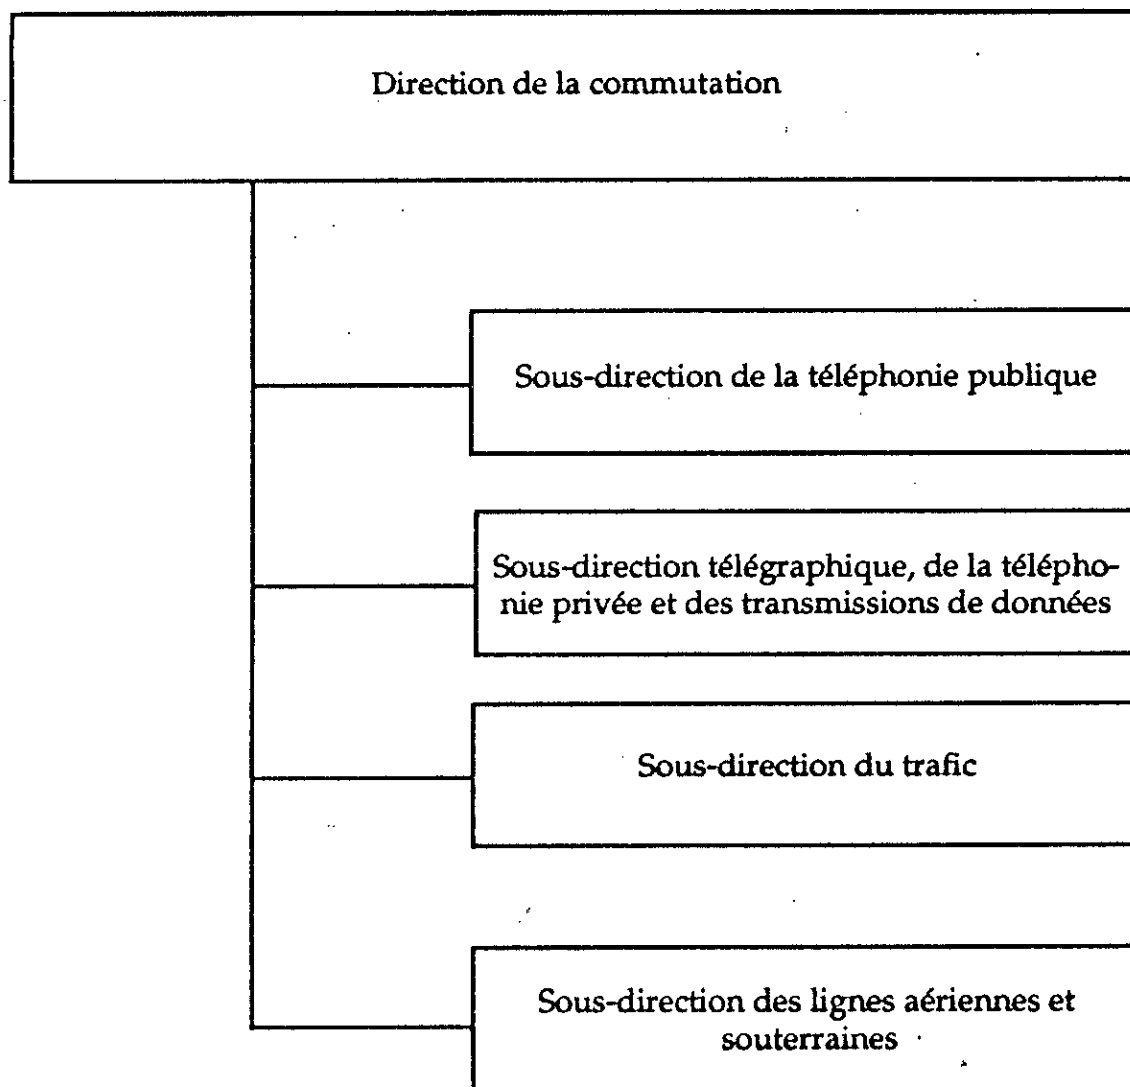 Direction de la commutation
Sous-direction de la téléphonie publique
Sous-direction télégraphique, de la télépho-
nie privée et des transmissions de données
Sous-direction du trafic
Sous-direction des lignes aériennes et
souterraines